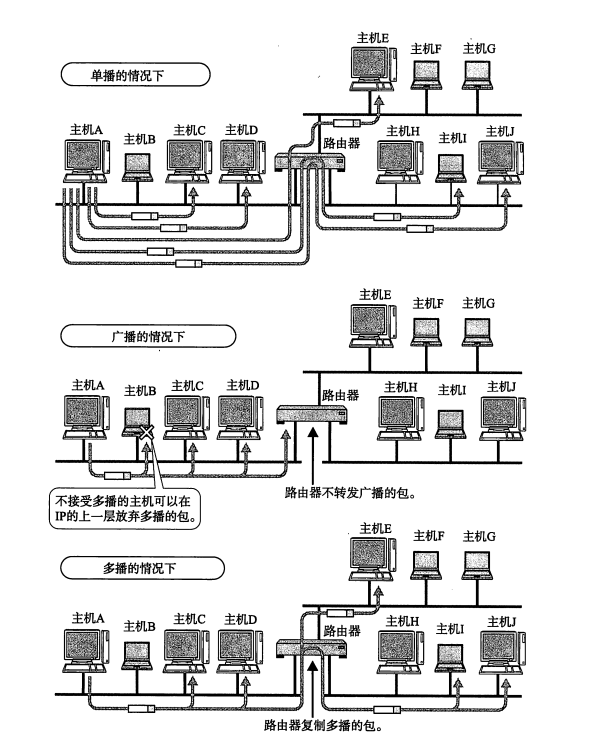 单播的情况下
主机E
主机F
主机G
主机A
主机B
主机C
主机D
路由器
主机H
主机I
主机J
广播的情况下
主机E
主机F
主机G
主机A
主机B
主机C
主机D
路由器
主机H
主机I
主机J
不接受多播的主机可以在
IP的上一层放弃多播的包。
路由器不转发广播的包。
多播的情况下
主机E
主机F
主机G
主机A
主机B
主机C
主机D
路由器
主机H
主机I
主机J
路由器复制多播的包。